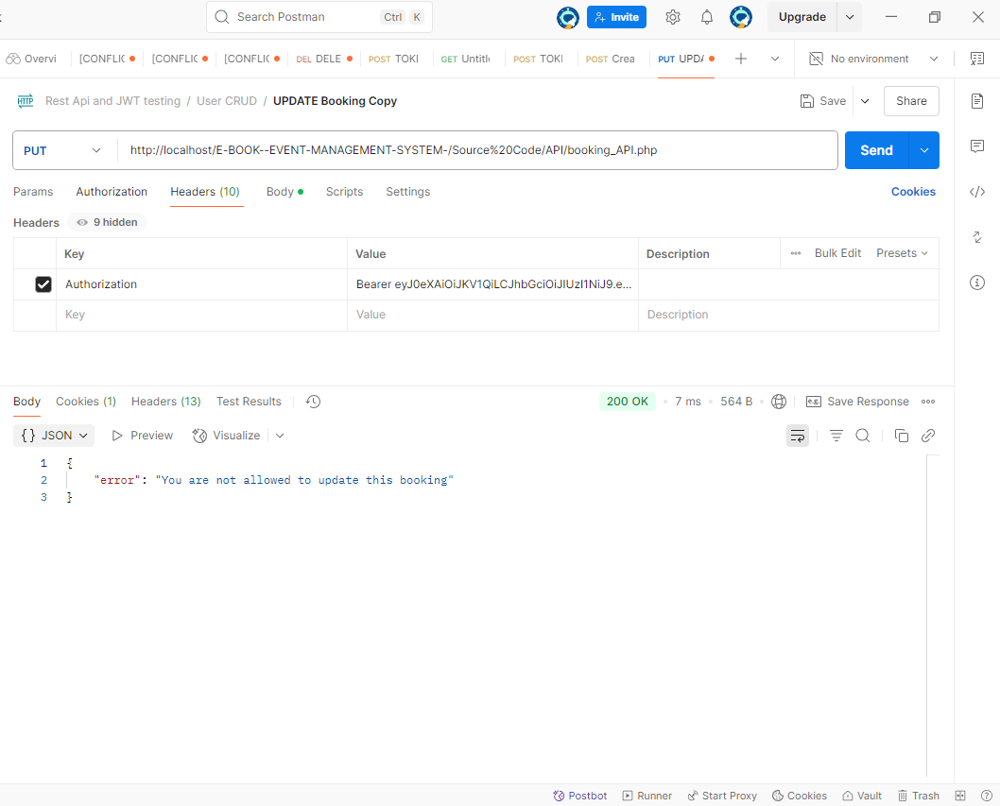 Search Postman Ctrl K Invite Upgrade
Overvi [CONFLIC [CONFLIC [CONFLIC DEL DELE POST TOKI GET Untitle POST TOKI POST Crea PUT UPDA No environment
HTTP Rest Api and JWT testing / User CRUD / UPDATE Booking Copy Save Share
PUT http://localhost/E-BOOK--EVENT-MANAGEMENT-SYSTEM-/Source%20Code/API/booking_API.php Send
Params Authorization Headers (10) Body Scripts Settings Cookies
Headers 9 hidden
Key Value Description Bulk Edit Presets
Authorization Bearer eyJ0eXAiOiJKV1QiLCJhbGciOiJIUzI1NiJ9.e...
Key Value Description
Body Cookies (1) Headers (13) Test Results 200 OK 7 ms 564 B e.g. Save Response
{} JSON Preview Visualize
1 {
2 "error": "You are not allowed to update this booking"
3 }
Postbot Runner Start Proxy Cookies Vault Trash